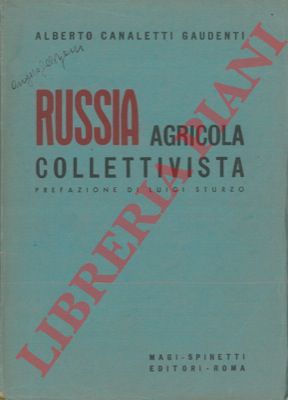 ALBERTO CANALETTI GAUDENTI
RUSSIA AGRICOLA
COLLETTIVISTA
PREFAZIONE DI LUIGI STURZO
LIBRERIA PIANI
MAGI-SPINETTI
EDITORI-ROMA